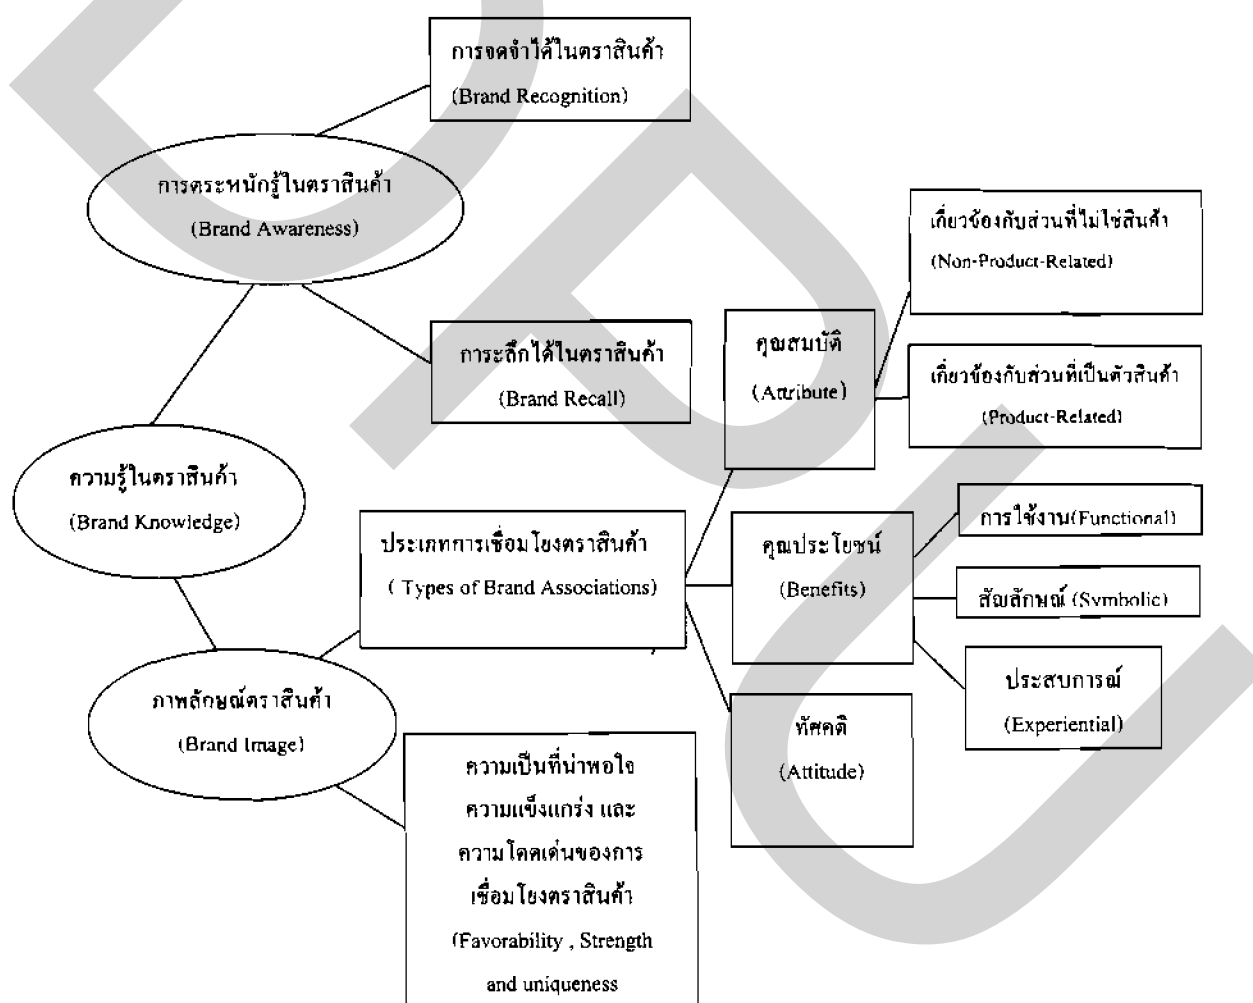 การจดจำได้ในตราสินค้า
(Brand Recognition)
การตระหนักรู้ในตราสินค้า
(Brand Awareness)
เกี่ยวข้องกับส่วนที่ไม่ใช่สินค้า
(Non-Product-Related)
การะลึกได้ในตราสินค้า
(Brand Recall)
คุณสมบัติ
(Attribute)
เกี่ยวข้องกับส่วนที่เป็นตัวสินค้า
(Product-Related)
ความรู้ในตราสินค้า
(Brand Knowledge)
ประเภทการเชื่อมโยงตราสินค้า
( Types of Brand Associations)
คุณประโยชน์
(Benefits)
การใช้งาน(Functional)
สัญลักษณ์ (Symbolic)
ประสบการณ์
(Experiential)
ภาพลักษณ์ตราสินค้า
(Brand Image)
ทัศคติ
(Attitude)
ความเป็นที่น่าพอใจ
ความแข็งแกร่ง และ
ความโดดเด่นของการ
เชื่อมโยงตราสินค้า
(Favorability , Strength
and uniqueness
DPU